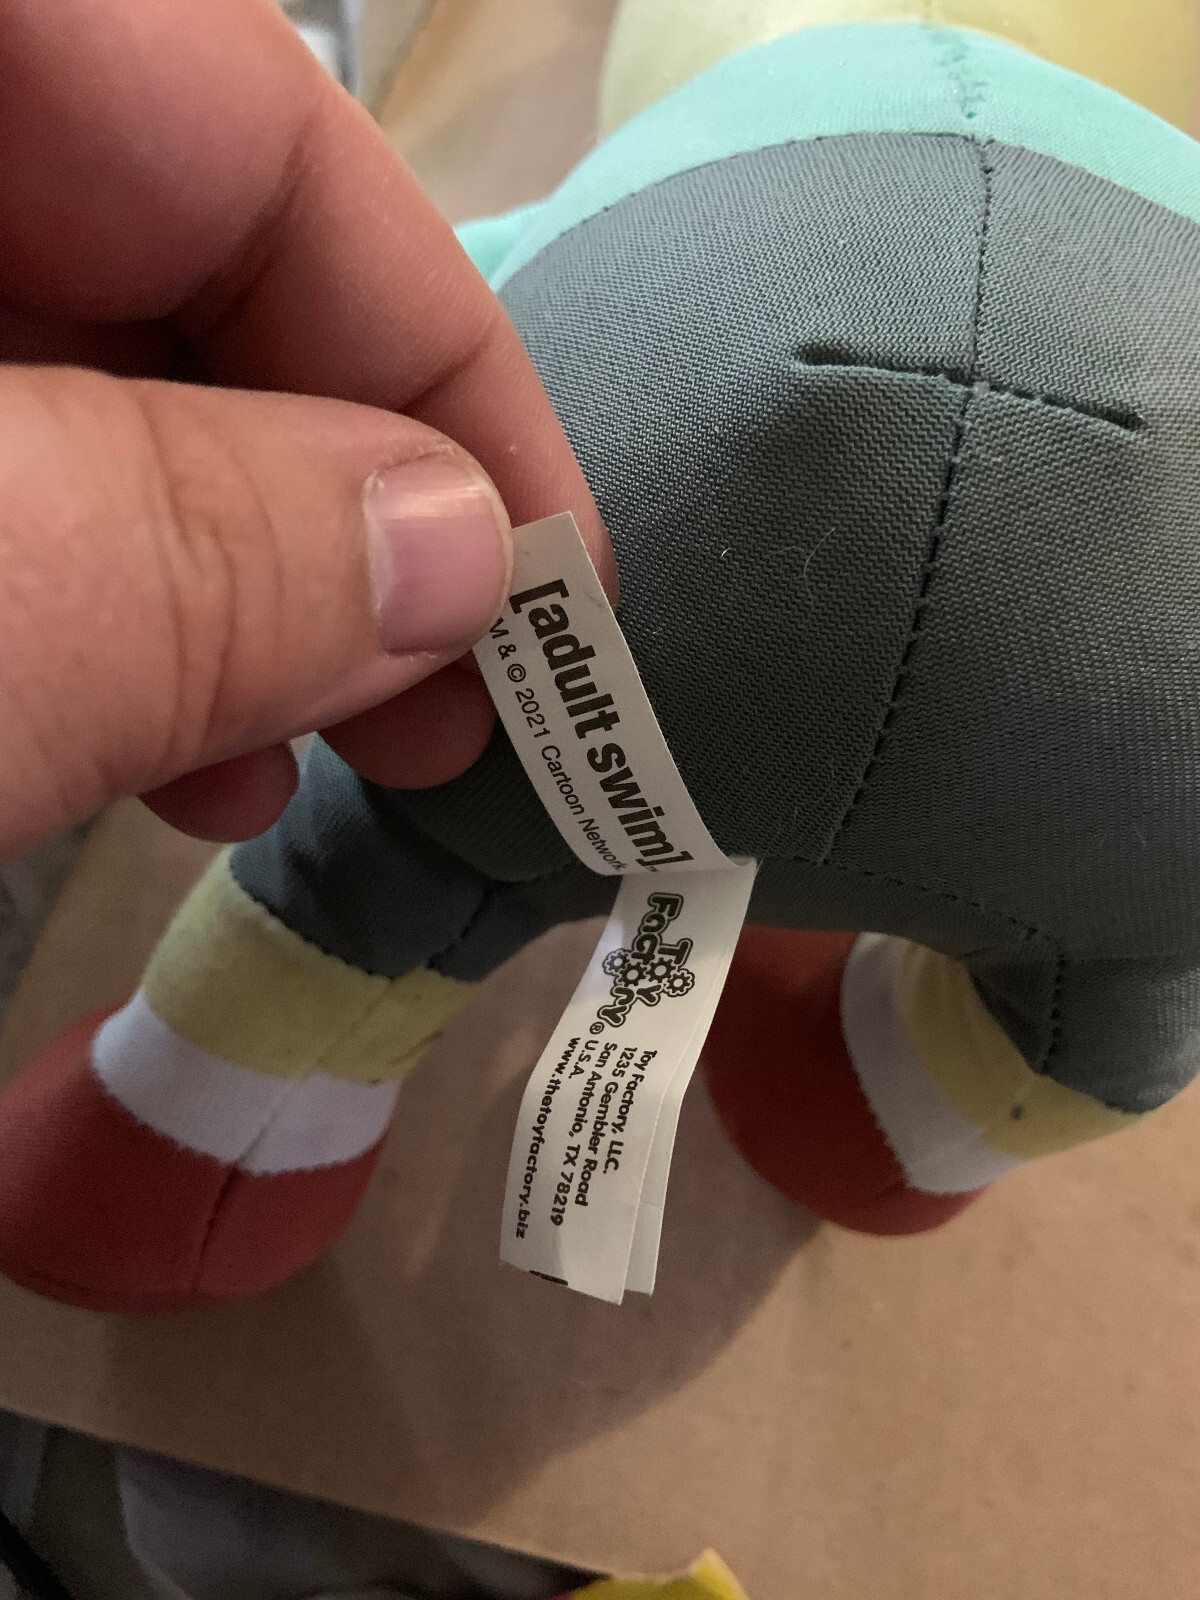 [adult swim]
M & © 2021 Cartoon Network
Toy
Factory®
Toy Factory, LLC.
1235 Gembler Road
San Antonio, TX 78219
U.S.A.
www.thetoyfactory.biz